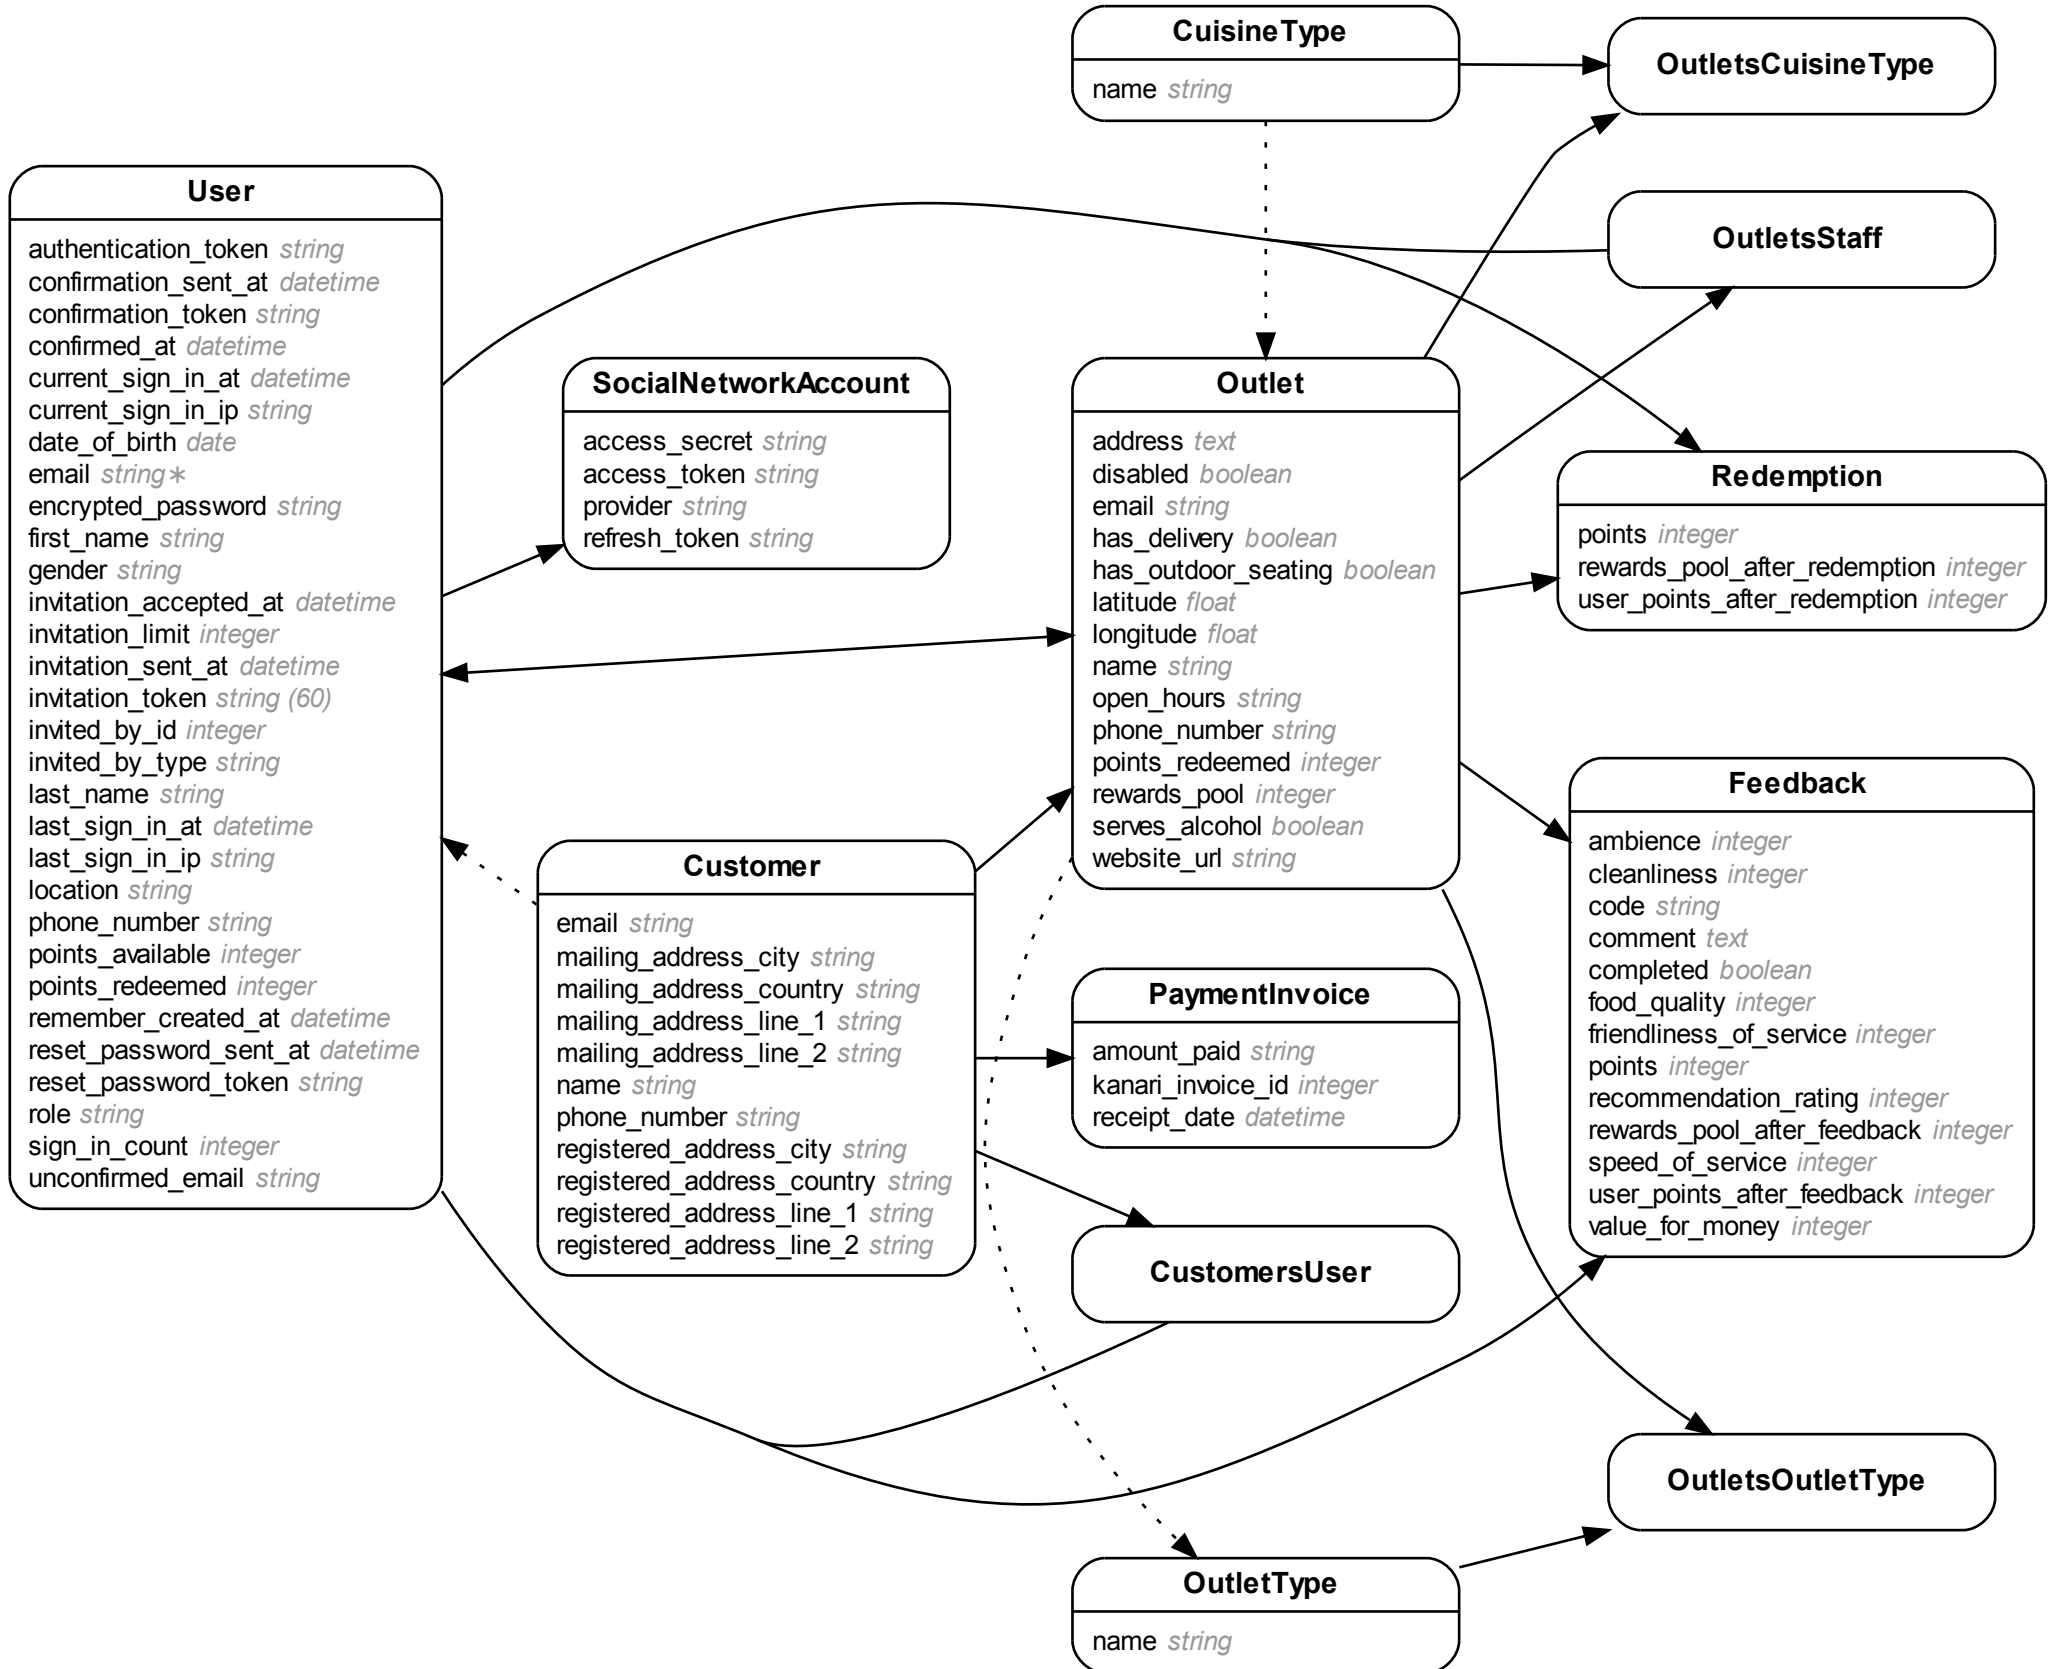 CuisineType
name string
OutletsCuisineType
User
authentication_token string
confirmation_sent_at datetime
confirmation_token string
confirmed_at datetime
current_sign_in_at datetime
current_sign_in_ip string
date_of_birth date
email string∗
encrypted_password string
first_name string
gender string
invitation_accepted_at datetime
invitation_limit integer
invitation_sent_at datetime
invitation_token string (60)
invited_by_id integer
invited_by_type string
last_name string
last_sign_in_at datetime
last_sign_in_ip string
location string
phone_number string
points_available integer
points_redeemed integer
remember_created_at datetime
reset_password_sent_at datetime
reset_password_token string
role string
sign_in_count integer
unconfirmed_email string
OutletsStaff
SocialNetworkAccount
access_secret string
access_token string
provider string
refresh_token string
Outlet
address text
disabled boolean
email string
has_delivery boolean
has_outdoor_seating boolean
latitude float
longitude float
name string
open_hours string
phone_number string
points_redeemed integer
rewards_pool integer
serves_alcohol boolean
website_url string
Redemption
points integer
rewards_pool_after_redemption integer
user_points_after_redemption integer
Feedback
ambience integer
cleanliness integer
code string
comment text
completed boolean
food_quality integer
friendliness_of_service integer
points integer
recommendation_rating integer
rewards_pool_after_feedback integer
speed_of_service integer
user_points_after_feedback integer
value_for_money integer
Customer
email string
mailing_address_city string
mailing_address_country string
mailing_address_line_1 string
mailing_address_line_2 string
name string
phone_number string
registered_address_city string
registered_address_country string
registered_address_line_1 string
registered_address_line_2 string
PaymentInvoice
amount_paid string
kanari_invoice_id integer
receipt_date datetime
CustomersUser
OutletsOutletType
OutletType
name string